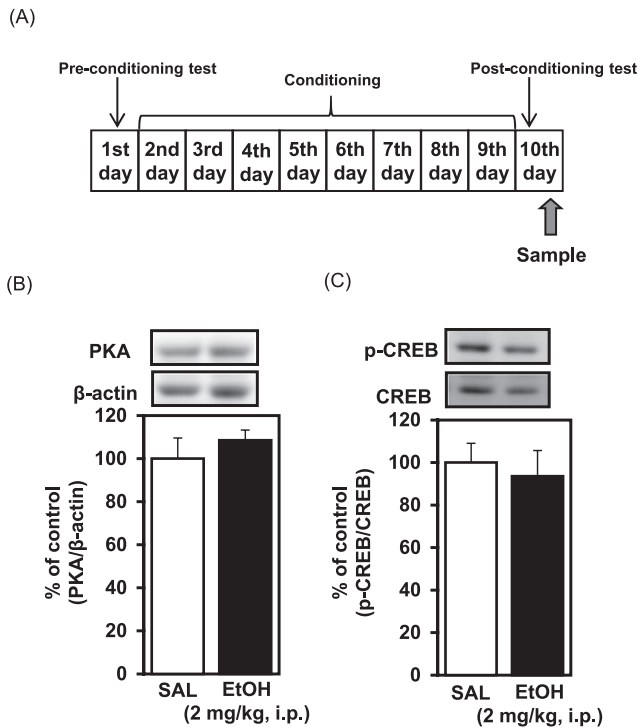 (A)
Pre-conditioning test
Conditioning
Post-conditioning test
1st day
2nd day
3rd day
4th day
5th day
6th day
7th day
8th day
9th day
10th day
Sample
(B)
PKA
β-actin
% of control
(PKA/β-actin)
120
100
80
60
40
20
0
SAL
EtOH
(2 mg/kg, i.p.)
(C)
p-CREB
CREB
% of control
(p-CREB/CREB)
120
100
80
60
40
20
0
SAL
EtOH
(2 mg/kg, i.p.)